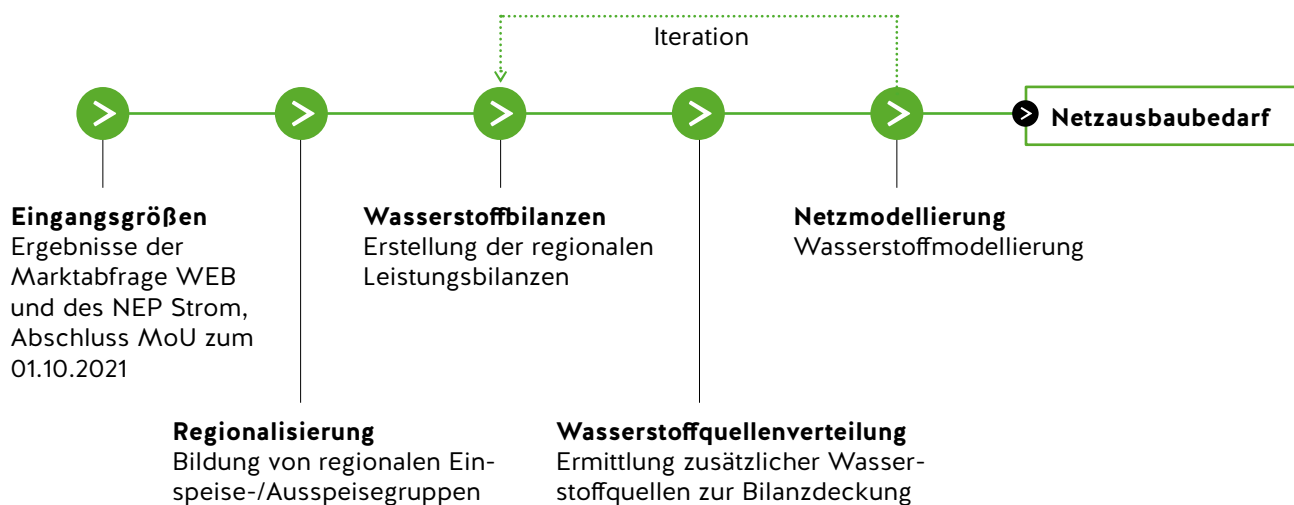 Iteration
Netzausbaubedarf
Eingangsgrößen
Ergebnisse der
Marktabfrage WEB
und des NEP Strom,
Abschluss MoU zum
01.10.2021
Regionalisierung
Bildung von regionalen Ein-
speise-/Ausspeisegruppen
Wasserstoffbilanzen
Erstellung der regionalen
Leistungsbilanzen
Wasserstoffquellenverteilung
Ermittlung zusätzlicher Wasser-
stoffquellen zur Bilanzdeckung
Netzmodellierung
Wasserstoffmodellierung